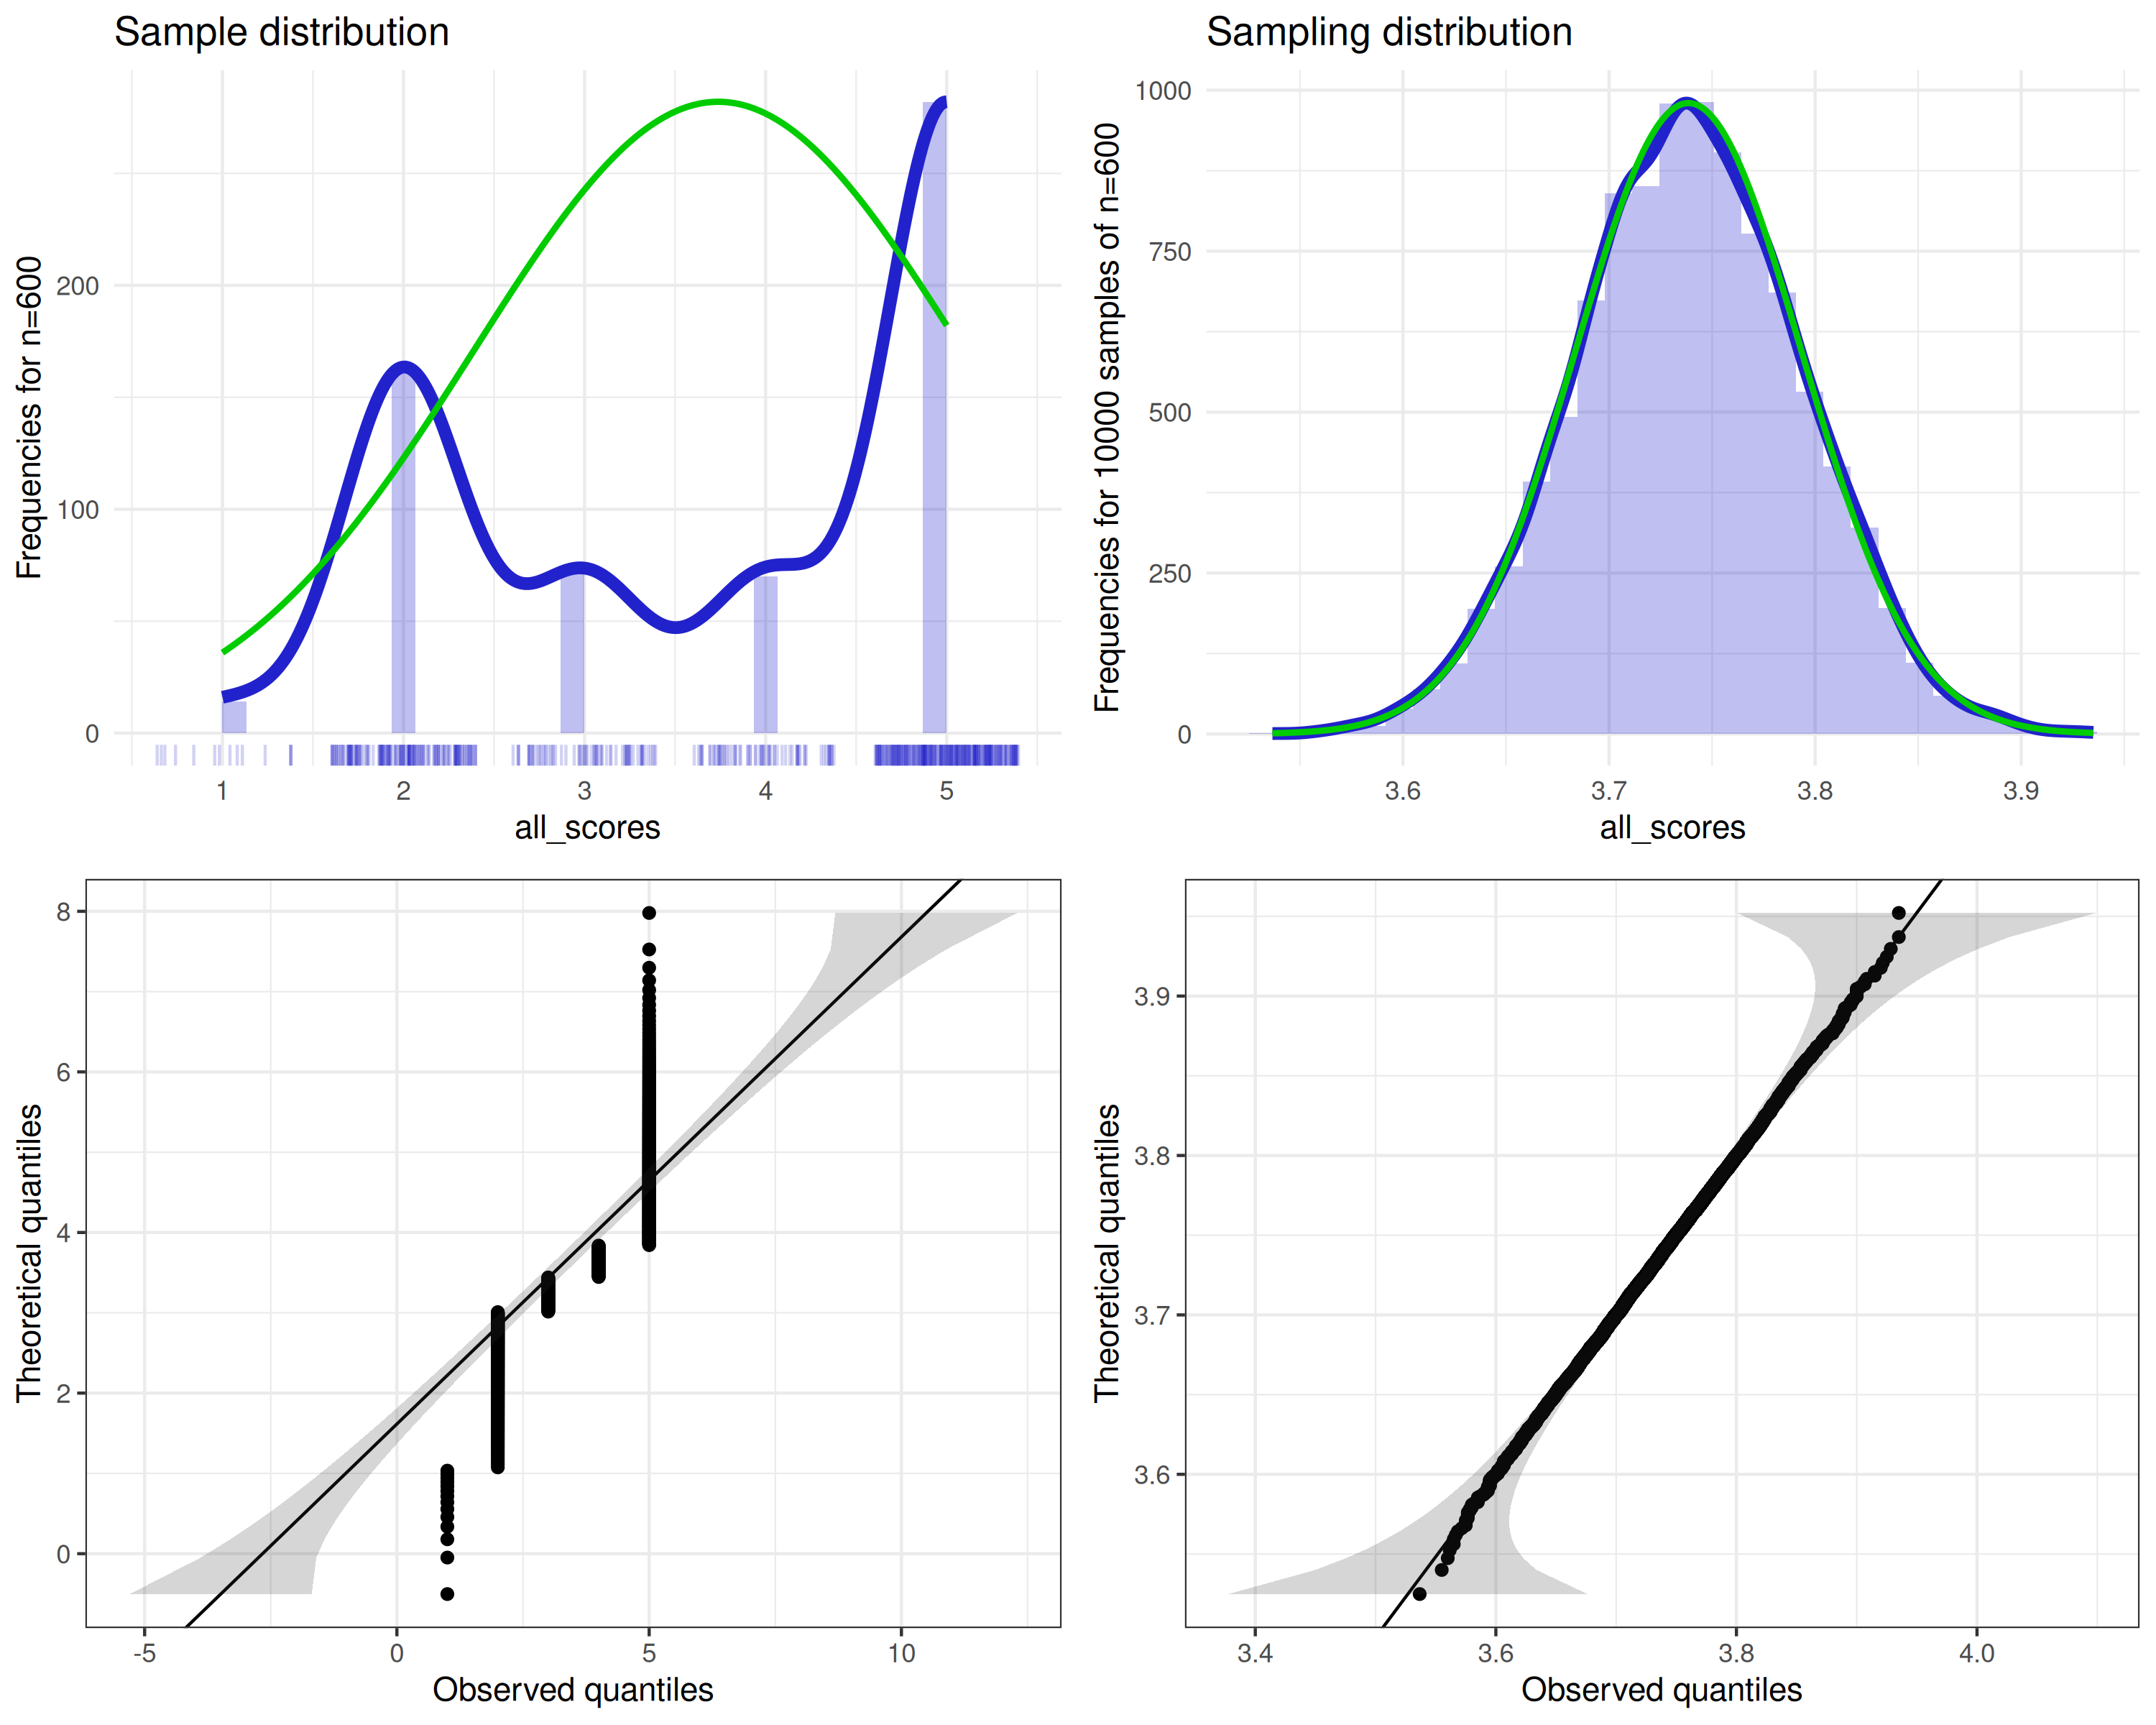 Sample distribution
Frequencies for n=600
200
100
0
1 2 3 4 5
all_scores
Sampling distribution
Frequencies for 10000 samples of n=600
1000
750
500
250
0
3.6 3.7 3.8 3.9
all_scores
Theoretical quantiles
8
6
4
2
0
-5 0 5 10
Observed quantiles
Theoretical quantiles
3.9
3.8
3.7
3.6
3.4 3.6 3.8 4.0
Observed quantiles